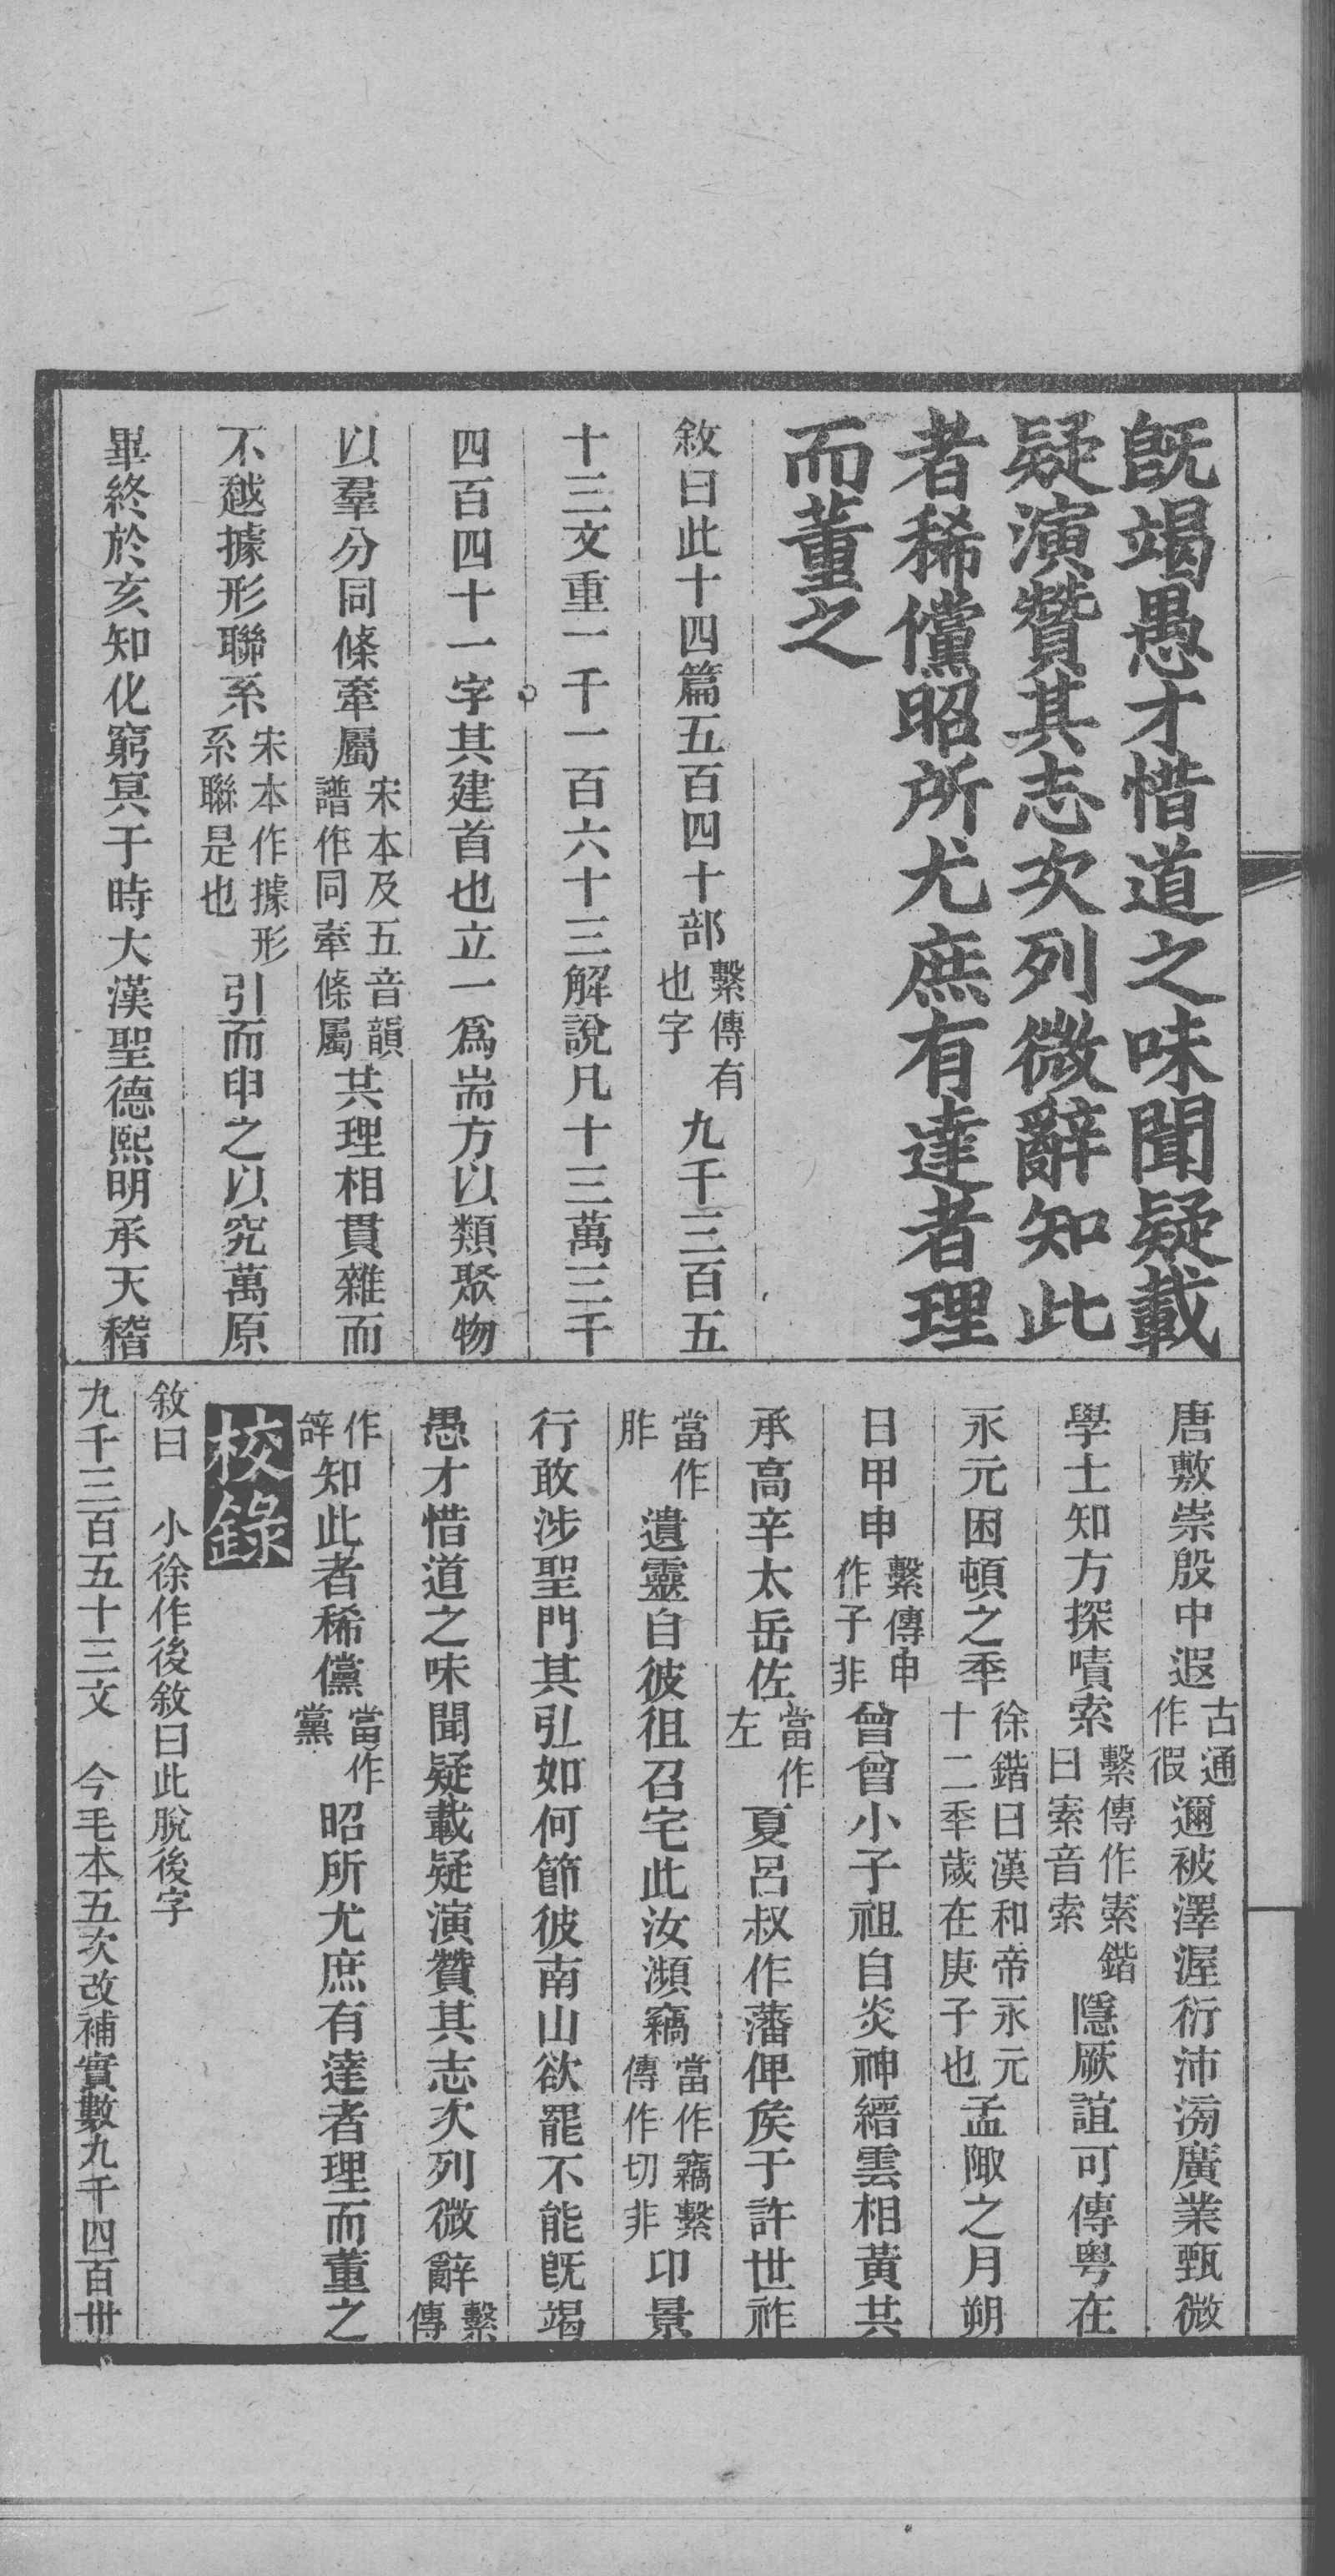 旣竭愚才惜道之味聞疑載
疑演贊其志次列微辭知此
者稀儻昭所尤庶有達者理
而董之
敘曰此十四篇五百四十部繫傳有也字九千三百五
十三文重一千一百六十三解說凡十三萬三千
四百四十一字其建首也立一爲耑方以類聚物
以羣分同條牽屬宋本及五音韻譜作同牽條屬共理相貫雜而
不越據形聯系宋本作據形系聯是也引而申之以究萬原
畢終於亥知化窮冥于時大漢聖德熙明承天稽
唐敷崇殷中遐古通作徦邇被澤渥衍沛滂廣業甄微
學士知方探嘖索繫傳作㩹鍇曰㩹音索隱厥誼可傳粵在
永元困頓之秊徐鍇曰漢和帝永元十二秊歲在庚子也孟陬之月朔
日甲申繫傳申作子非曾曾小子祖自炎神縉雲相黃共
承高辛太岳佐當作左夏呂叔作藩俾矦于許世祚
當作胙遺靈自彼徂召宅此汝瀕竊當作竊繫傳作切非卬景
行敢涉聖門其弘如何節彼南山欲罷不能旣竭
愚才惜道之味聞疑載疑演贊其志次列微辭繫傳
作辤知此者稀儻當作黨昭所尤庶有達者理而董之
校錄
敘曰　小徐作後敘曰此脫後字
九千三百五十三文　今毛本五次改補實數九千四百卅